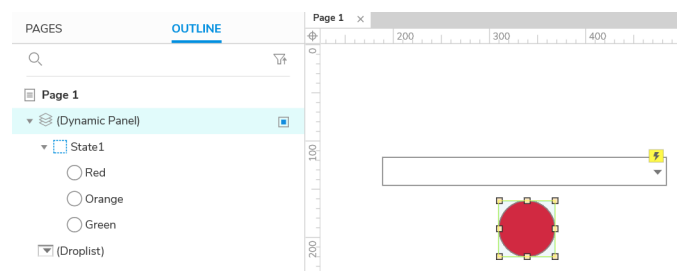 PAGES
OUTLINE
Page 1
(Dynamic Panel)
State1
Red
Orange
Green
(Droplist)
Page 1 ×
200
300
400
0
100
200